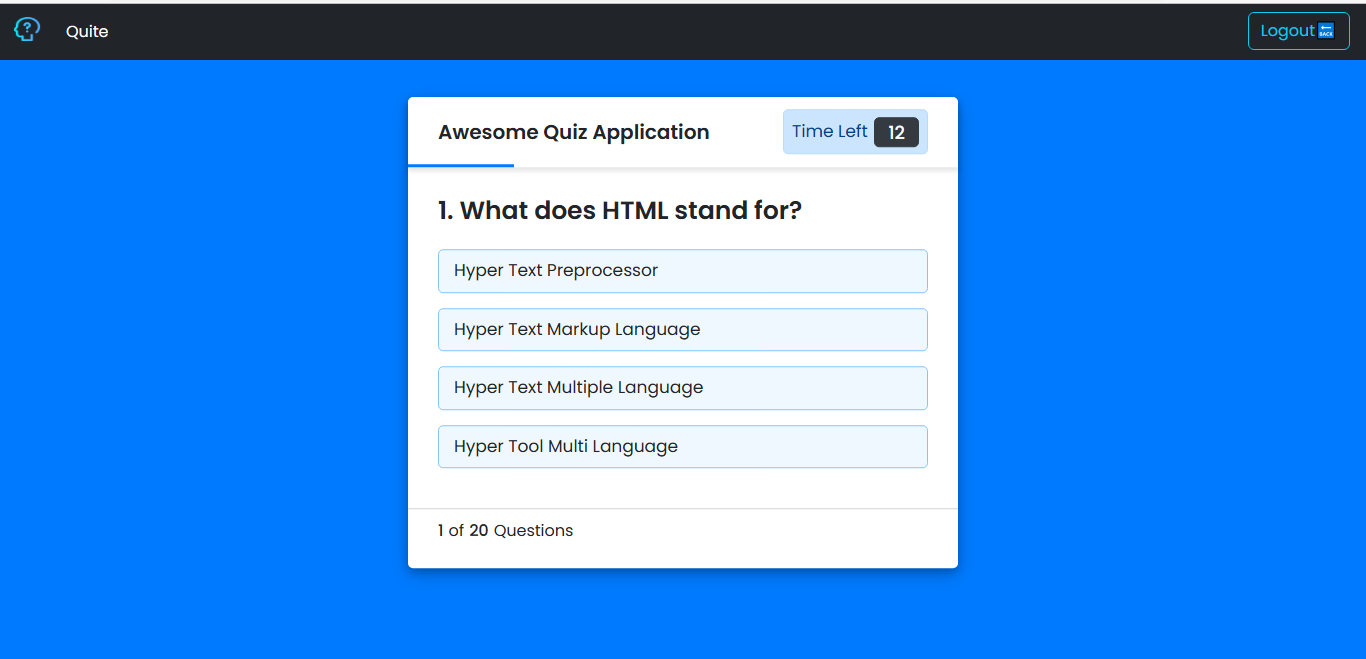 ?
Quite
Logout BACK
Awesome Quiz Application
Time Left 12
1. What does HTML stand for?
Hyper Text Preprocessor
Hyper Text Markup Language
Hyper Text Multiple Language
Hyper Tool Multi Language
1 of 20 Questions